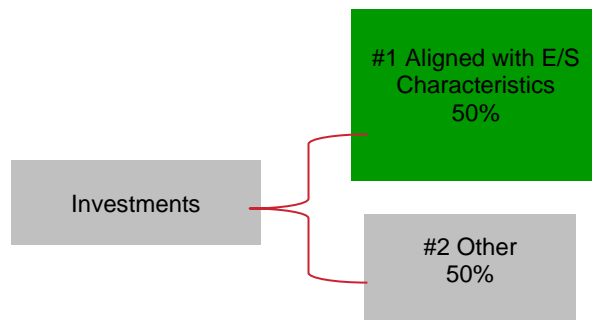 #1 Aligned with E/S
Characteristics
50%
Investments
#2 Other
50%